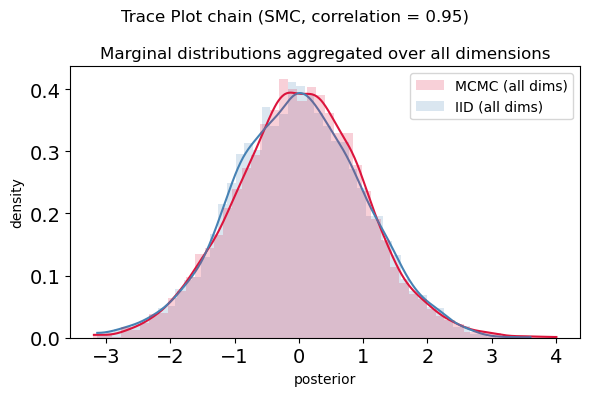 Trace Plot chain (SMC, correlation = 0.95)
Marginal distributions aggregated over all dimensions
MCMC (all dims)
IID (all dims)
density
0.4
0.3
0.2
0.1
0.0
−3 −2 −1 0 1 2 3 4
posterior